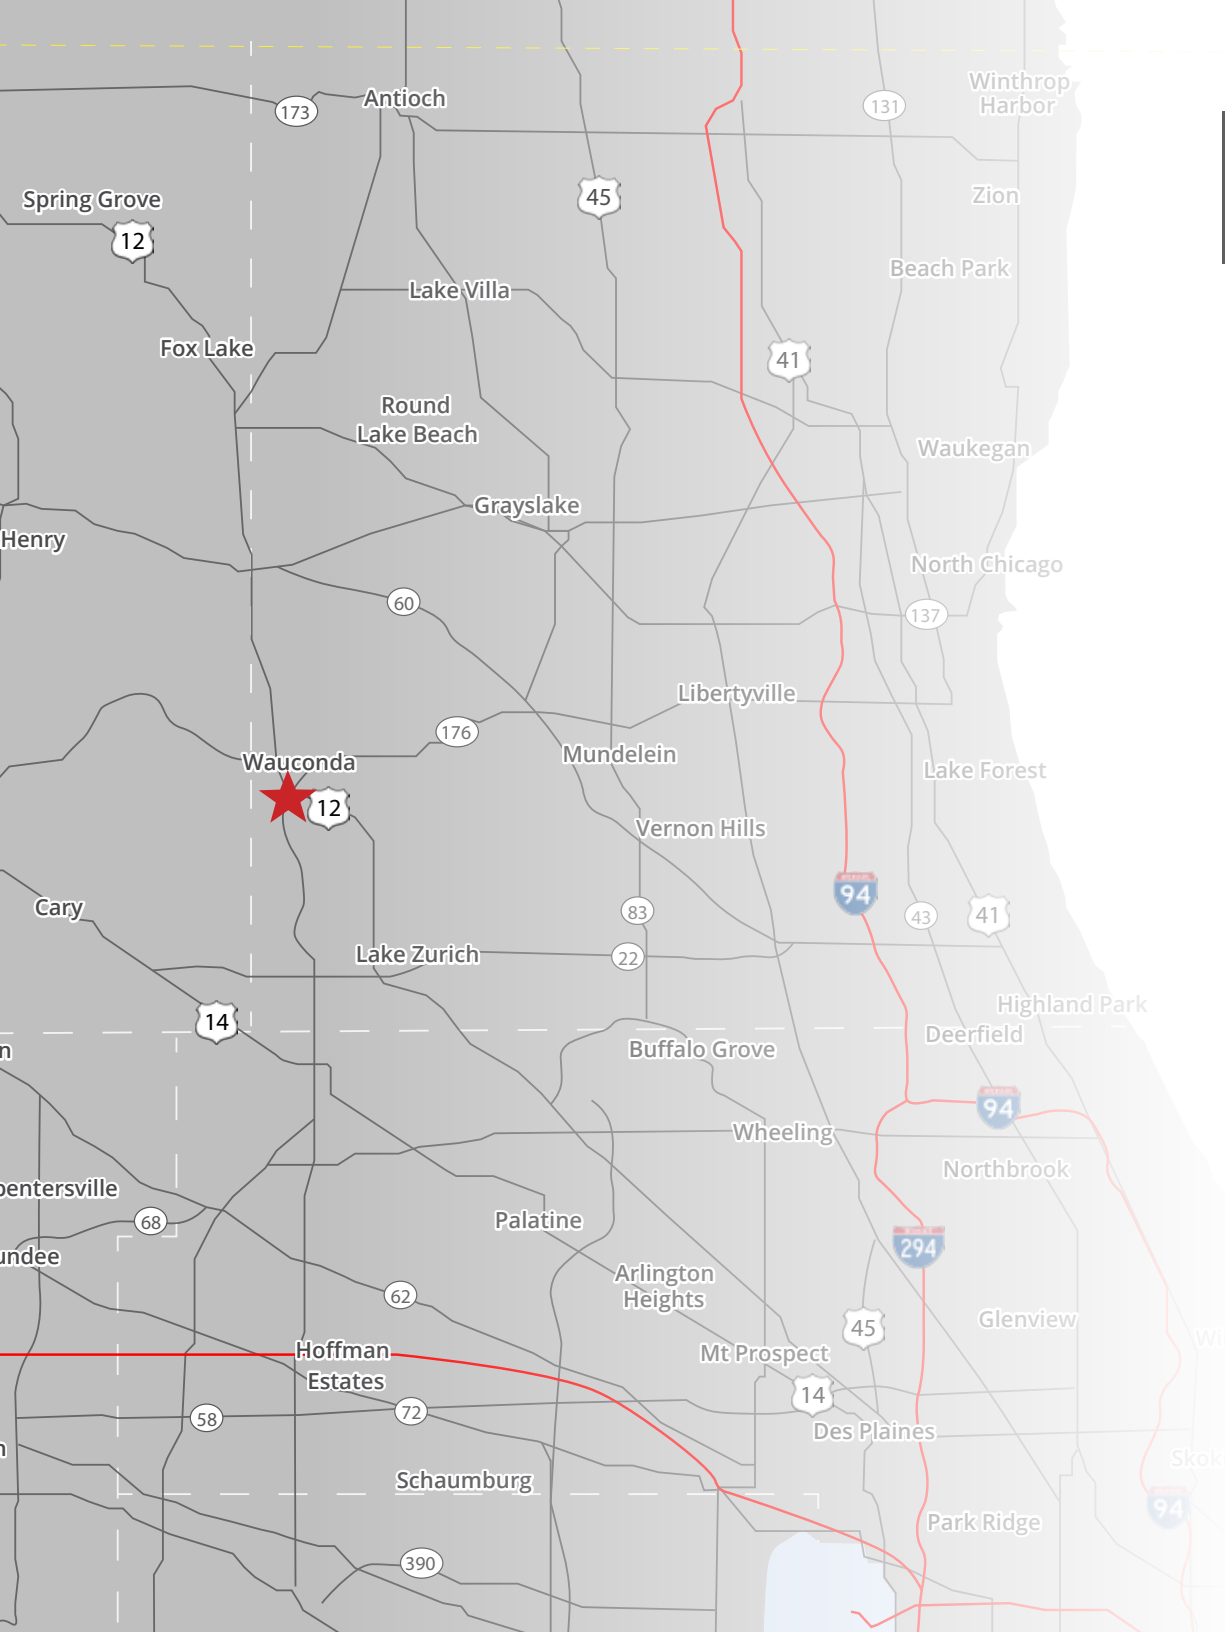 Winthrop
Harbor
Antioch
173
131
45
Spring Grove
Zion
12
Beach Park
Lake Villa
Fox Lake
41
Round
Lake Beach
Waukegan
Grayslake
Henry
North Chicago
60
137
Libertyville
176
Mundelein
Wauconda
Lake Forest
12
Vernon Hills
94
Cary
83
43
41
Lake Zurich
22
Highland Park
14
Deerfield
n
Buffalo Grove
94
Wheeling
Northbrook
pentersville
68
Palatine
294
undee
Arlington
Heights
62
Glenview
45
Wi
Hoffman
Estates
Mt Prospect
14
72
58
Des Plaines
n
Skok
Schaumburg
94
Park Ridge
390